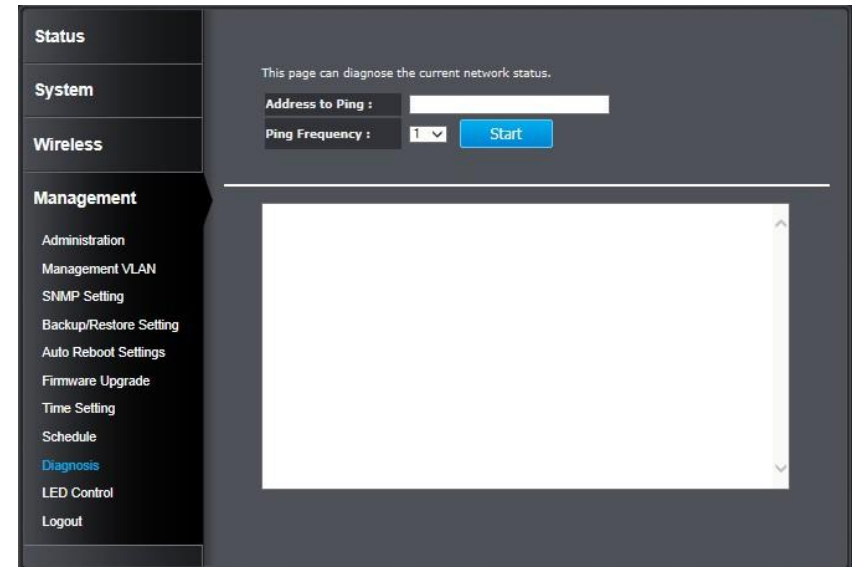 Status
System
Wireless
Management
Administration
Management VLAN
SNMP Setting
Backup/Restore Setting
Auto Reboot Settings
Firmware Upgrade
Time Setting
Schedule
Diagnosis
LED Control
Logout
This page can diagnose the current network status.
Address to Ping :
Ping Frequency : 1 Start